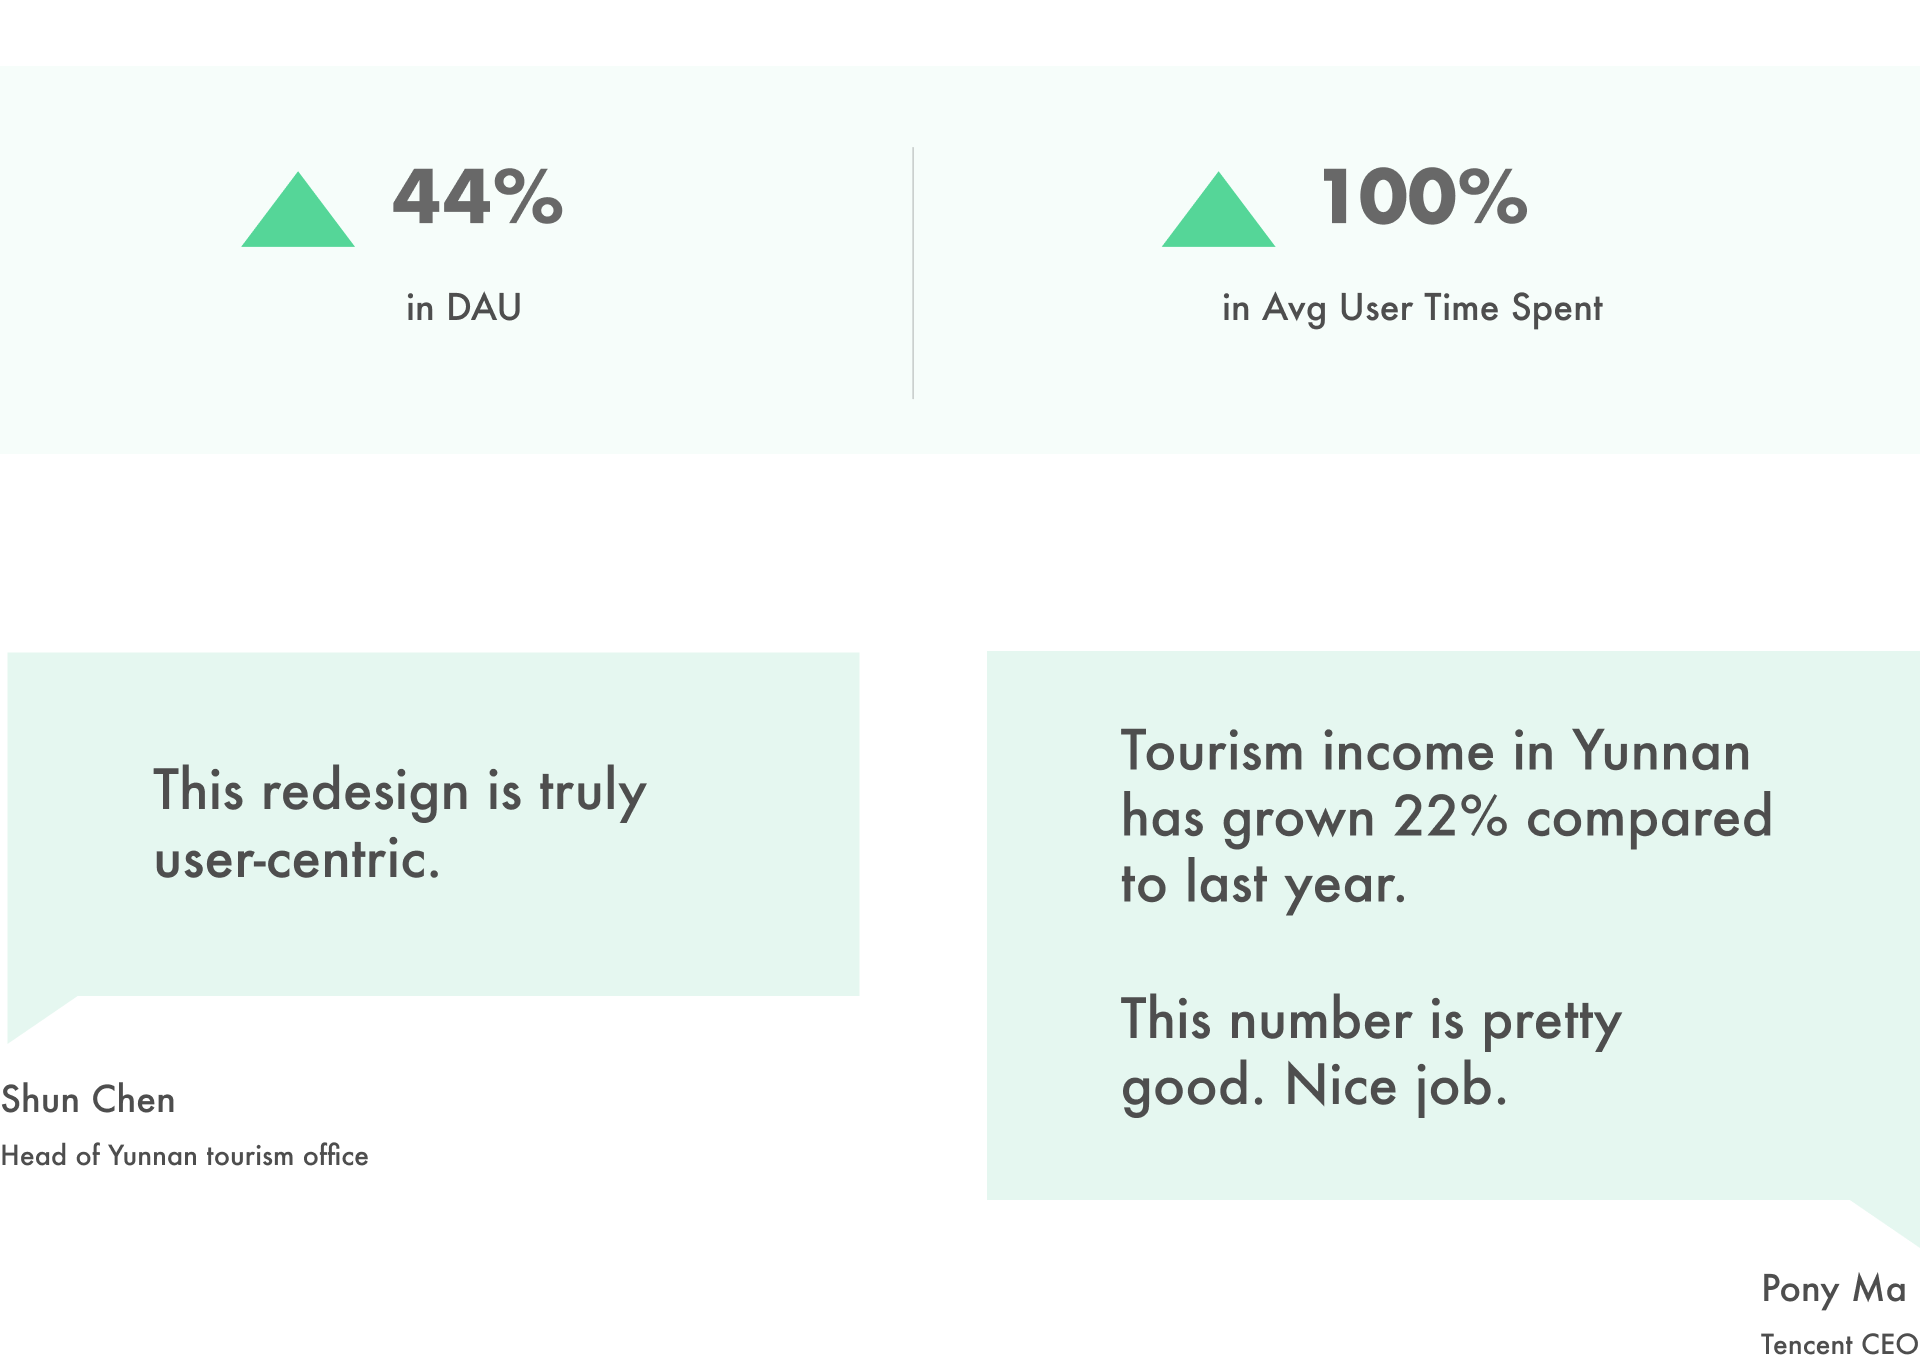 44%
in DAU
100%
in Avg User Time Spent
This redesign is truly
user-centric.
Shun Chen
Head of Yunnan tourism office
Tourism income in Yunnan
has grown 22% compared
to last year.
This number is pretty
good. Nice job.
Pony Ma
Tencent CEO